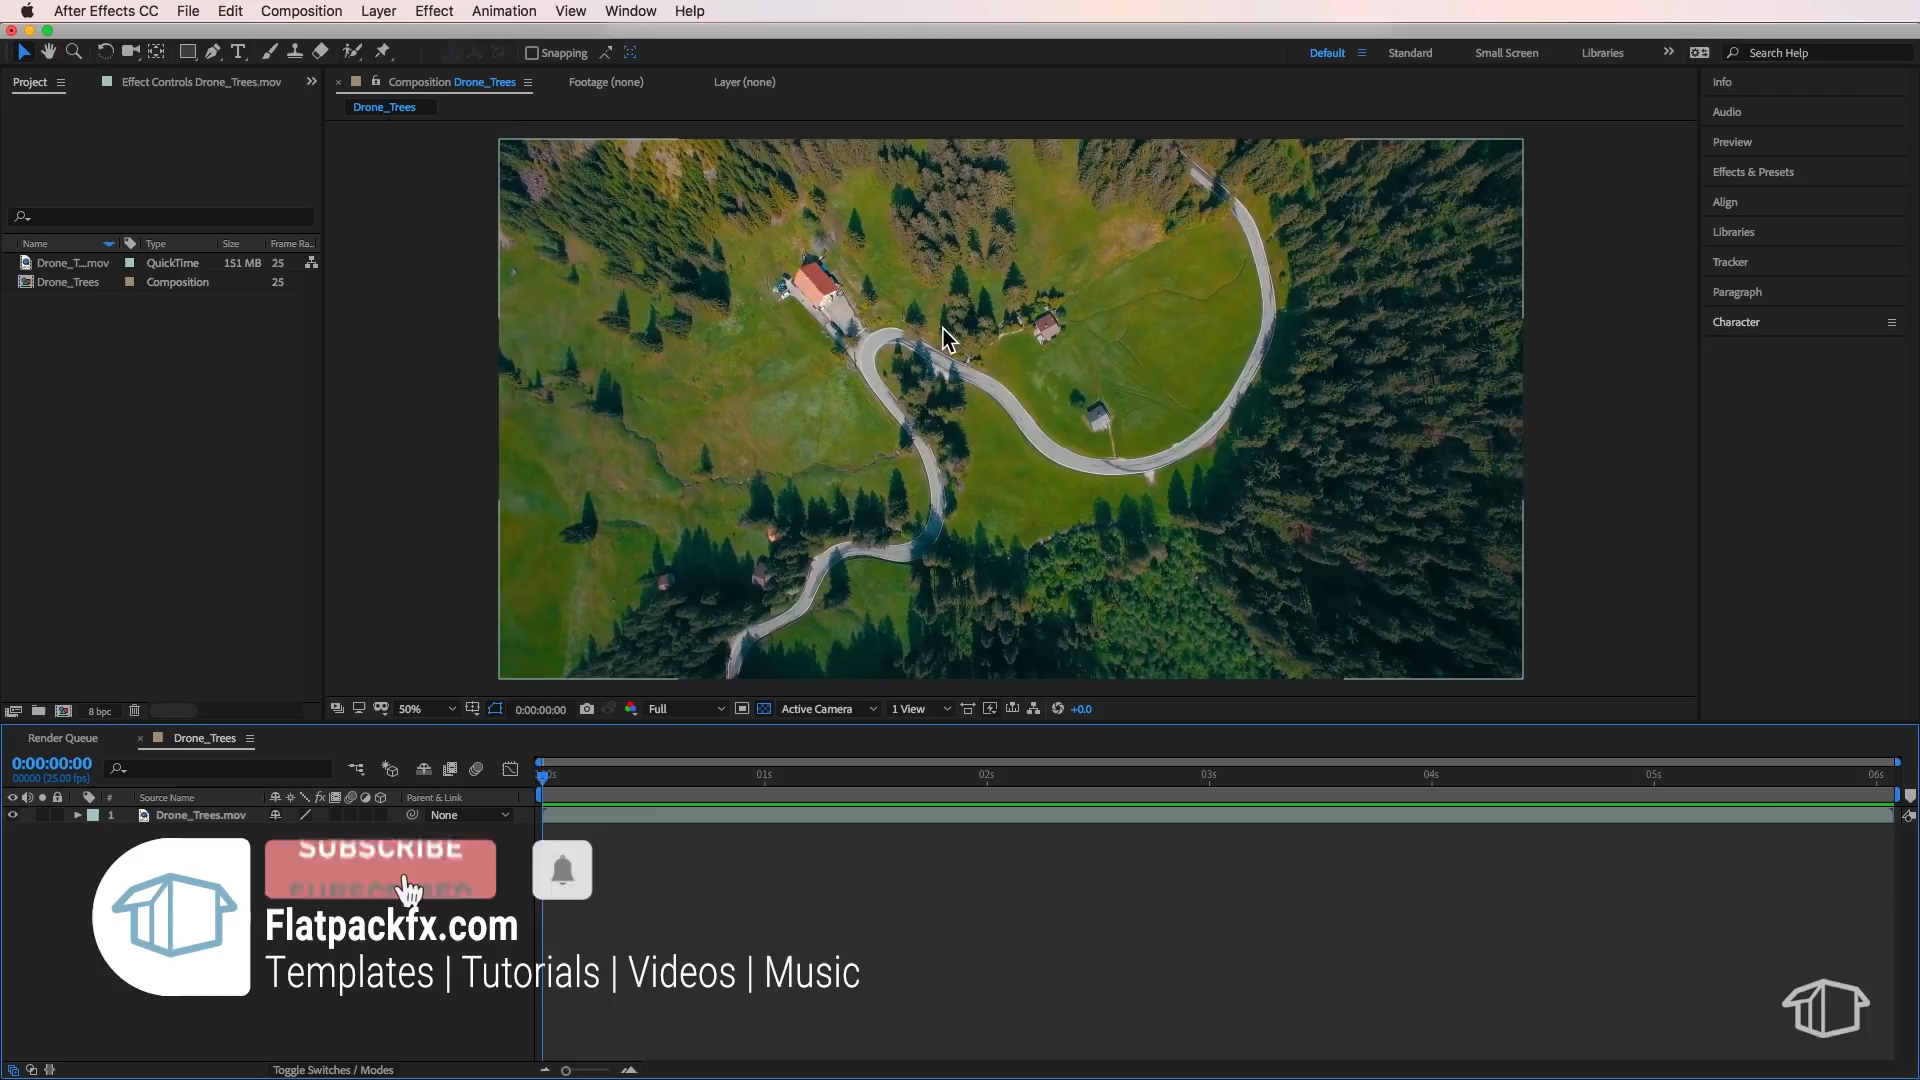 After Effects CC File Edit Composition Layer Effect Animation View Window Help
T Snapping Default Standard Small Screen Libraries Search Help
Project Effect Controls Drone_Trees.mov Composition Drone_Trees Footage (none) Layer (none)
Drone_Trees
Info
Audio
Preview
Effects & Presets
Align
Libraries
Tracker
Paragraph
Character
Name Type Size Frame Ra...
Drone_T...mov QuickTime 151 MB 25
Drone_Trees Composition 25
8 bpc 50% 0:00:00:00 Full Active Camera 1 View +0.0
Render Queue Drone_Trees
0:00:00:00
00000 (25.00 fps)
01s 02s 03s 04s 05s 06s
# Source Name fx Parent & Link
1 Drone_Trees.mov None
SUBSCRIBE
SUBSCRIBED
Flatpackfx.com
Templates | Tutorials | Videos | Music
Toggle Switches / Modes